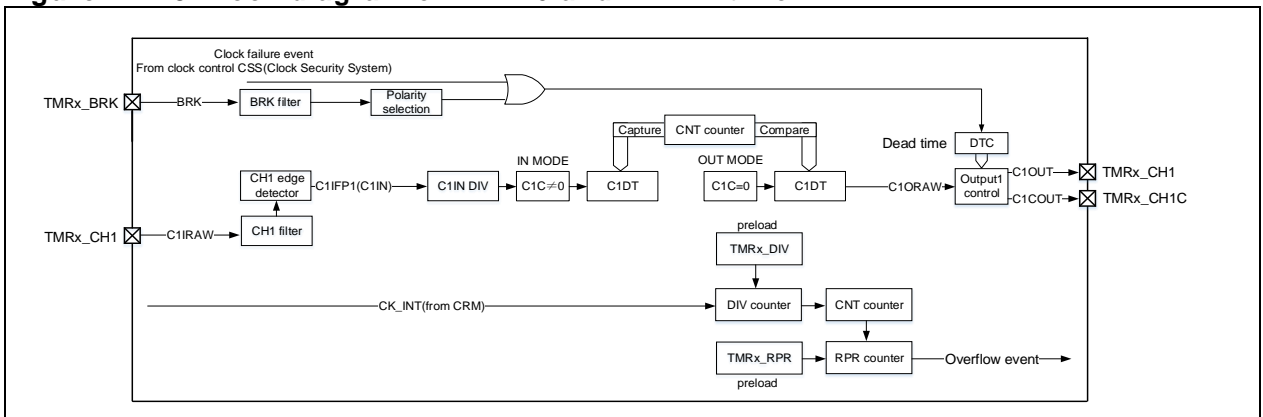 Clock failure event
From clock control CSS(Clock Security System)
TMRx_BRK
BRK
BRK filter
Polarity
selection
Capture
CNT counter
Compare
Dead time
DTC
IN MODE
OUT MODE
CH1 edge
detector
C1IFP1(C1IN)
C1IN DIV
C1C≠0
C1DT
C1C=0
C1DT
C1ORAW
Output1
control
C1OUT
TMRx_CH1
C1COUT
TMRx_CH1C
TMRx_CH1
C1IRAW
CH1 filter
preload
TMRx_DIV
CK_INT(from CRM)
DIV counter
CNT counter
TMRx_RPR
RPR counter
Overflow event
preload